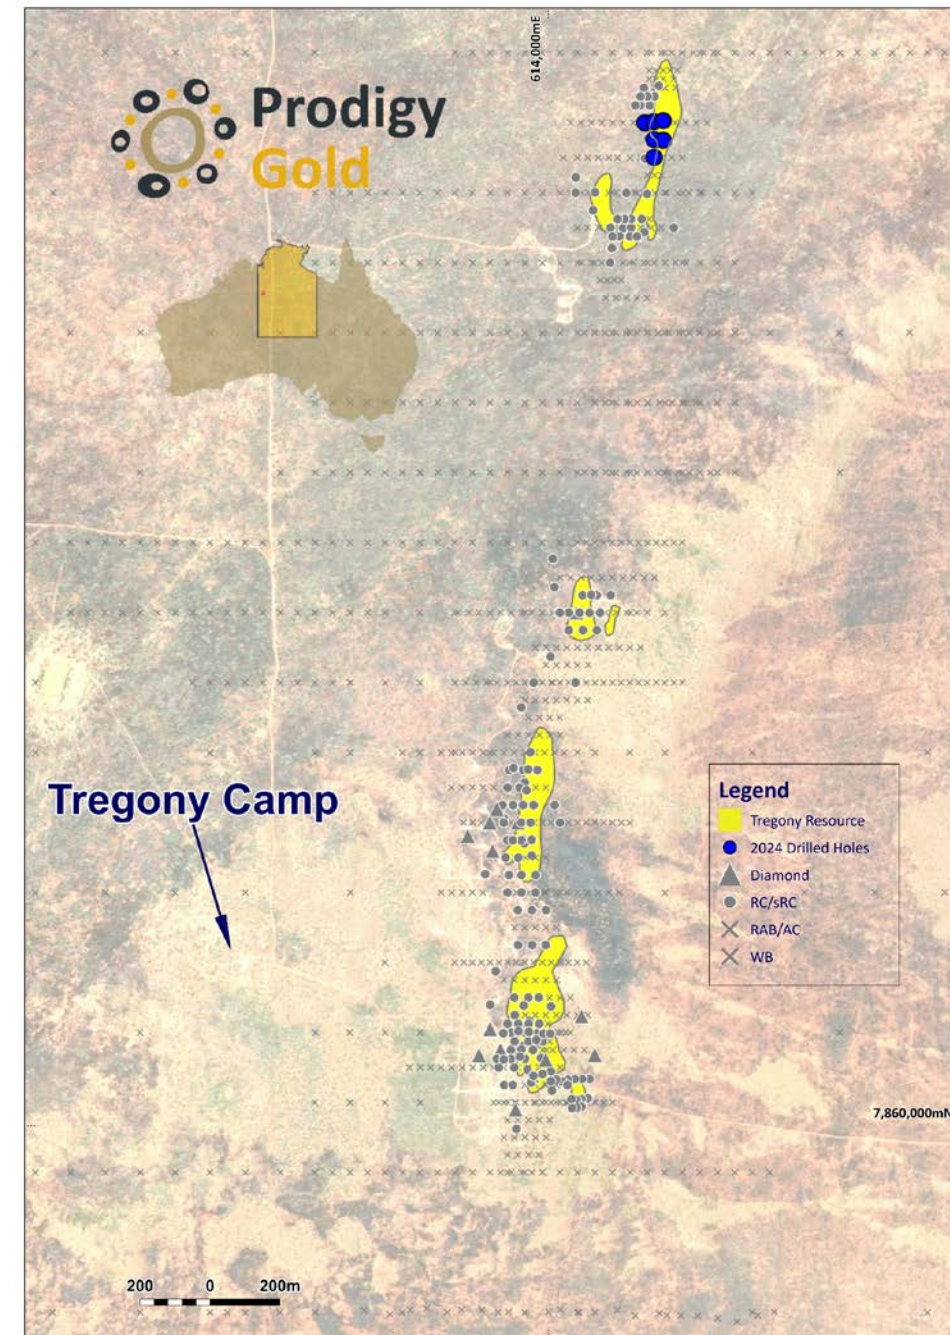 614,000mE
Prodigy
Gold
Tregony Camp
Legend
Tregony Resource
2024 Drilled Holes
Diamond
RC/sRC
RAB/AC
WB
7,860,000mN
200 0 200m